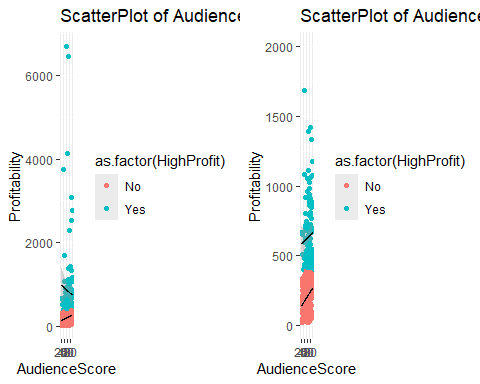 ScatterPlot of Audience
ScatterPlot of Audience
6000
4000
2000
0
Profitability
AudienceScore
as.factor(HighProfit)
No
Yes
2000
1500
1000
500
0
Profitability
AudienceScore
as.factor(HighProfit)
No
Yes